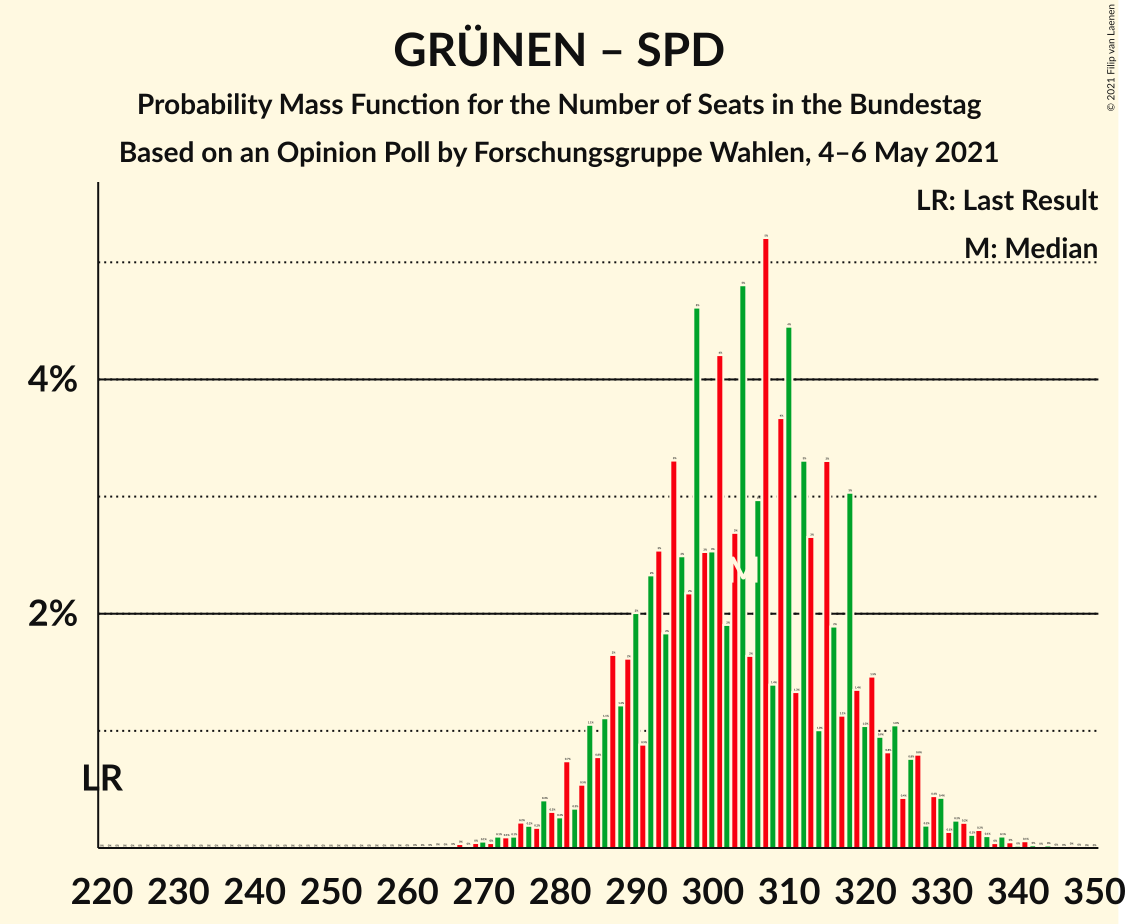 GRÜNEN – SPD
Probability Mass Function for the Number of Seats in the Bundestag
Based on an Opinion Poll by Forschungsgruppe Wahlen, 4–6 May 2021
© 2021 Filip van Laenen
LR: Last Result
M: Median
4%
2%
LR
M
220 230 240 250 260 270 280 290 300 310 320 330 340 350